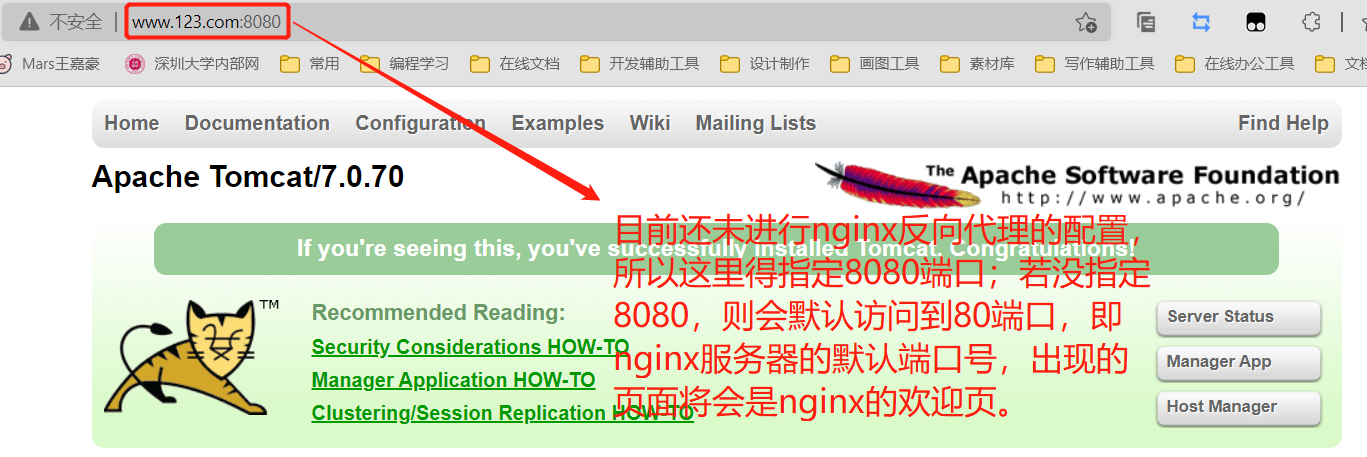 不安全 | www.123.com:8080
Mars王嘉豪 深圳大学内部网 常用 编程学习 在线文档 开发辅助工具 设计制作 画图工具 素材库 写作辅助工具 在线办公工具 文档
Home Documentation Configuration Examples Wiki Mailing Lists Find Help
Apache Tomcat/7.0.70
The Apache Software Foundation
http://www.apache.org/
If you're seeing this, you've successfully installed Tomcat. Congratulations!
目前还未进行nginx反向代理的配置，
所以这里得指定8080端口；若没指定
8080，则会默认访问到80端口，即
nginx服务器的默认端口号，出现的
页面将会是nginx的欢迎页。
TM
Recommended Reading:
Security Considerations HOW-TO
Manager Application HOW-TO
Clustering/Session Replication HOW-TO
Server Status
Manager App
Host Manager